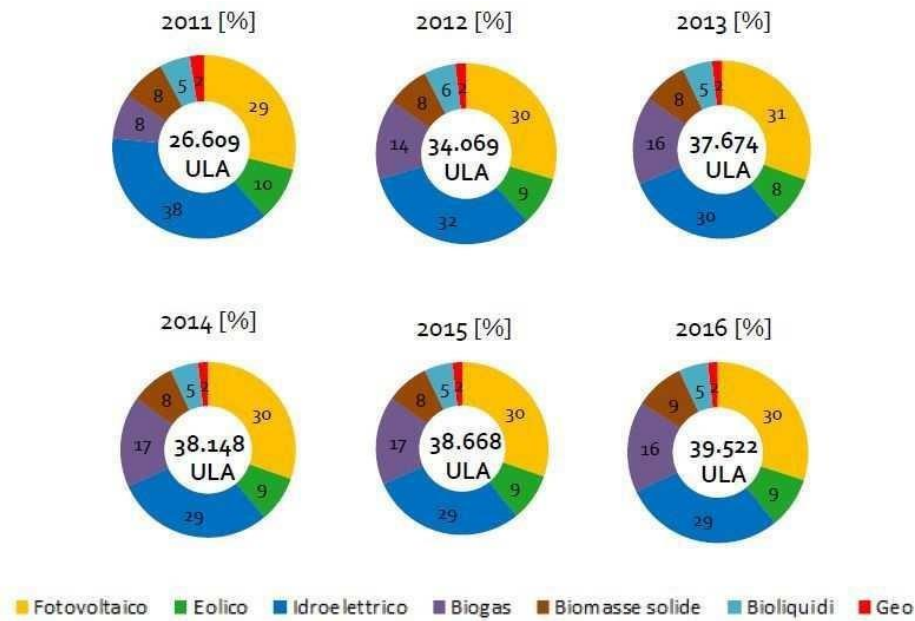 2011 [%] 2012 [%] 2013 [%]
2 29 10 38 8 8 5
26.609
ULA
2 30 9 32 14 8 6
34.069
ULA
2 31 8 30 16 8 5
37.674
ULA
2014 [%] 2015 [%] 2016 [%]
2 30 9 29 17 8 5
38.148
ULA
2 30 9 29 17 8 5
38.668
ULA
2 30 9 29 16 9 5
39.522
ULA
Fotovoltaico Eolico Idroelettrico Biogas Biomasse solide Bioliquidi Geo